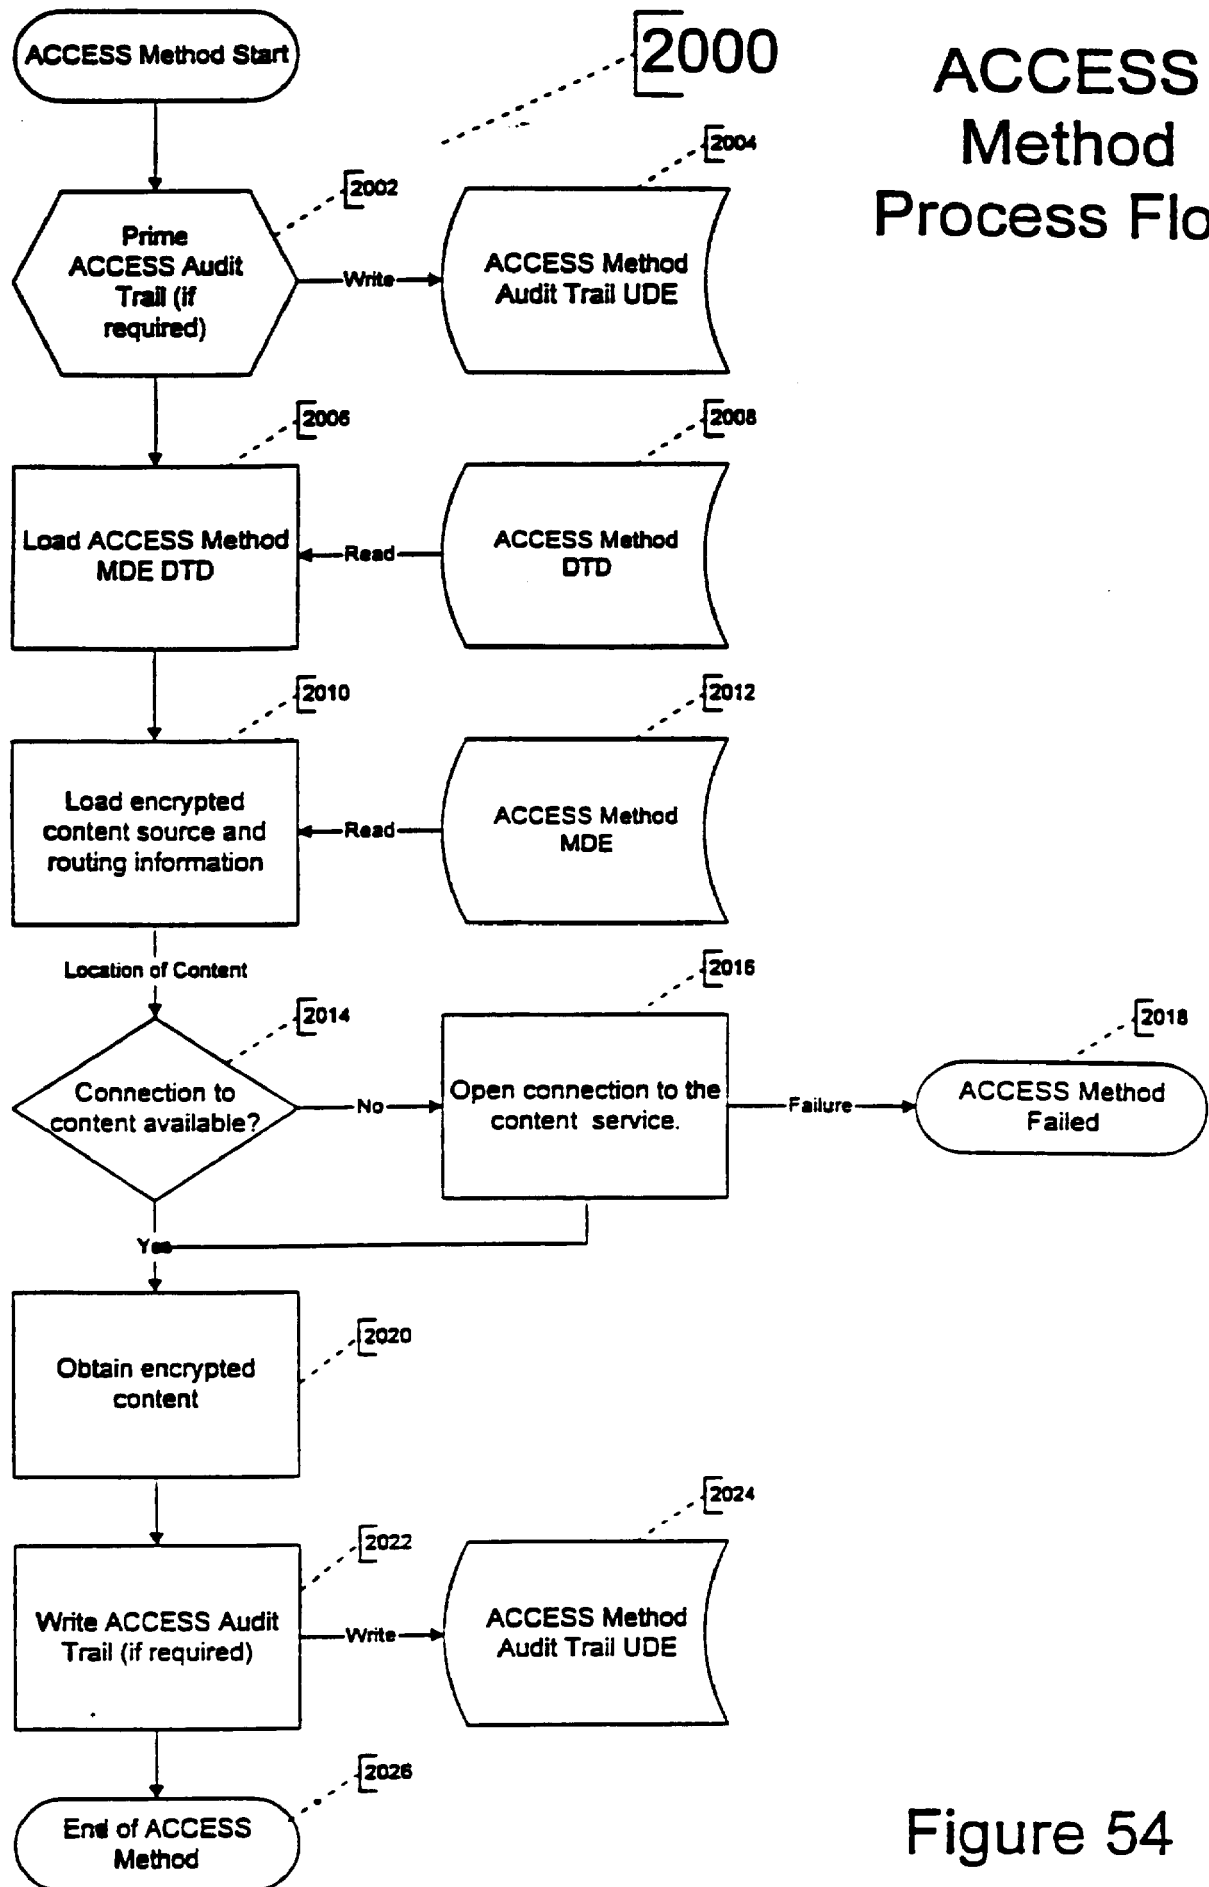 ACCESS Method Start
2000
ACCESS
Method
Process Flo
2002
2004
Prime
ACCESS Audit
Trail (if
required)
Write
ACCESS Method
Audit Trail UDE
2006
2008
Load ACCESS Method
MDE DTD
Read
ACCESS Method
DTD
2010
2012
Load encrypted
content source and
routing information
Read
ACCESS Method
MDE
Location of Content
2014
2016
2018
Connection to
content available?
No
Open connection to the
content service.
Failure
ACCESS Method
Failed
Yes
2020
Obtain encrypted
content
2022
2024
Write ACCESS Audit
Trail (if required)
Write
ACCESS Method
Audit Trail UDE
2026
End of ACCESS
Method
Figure 54